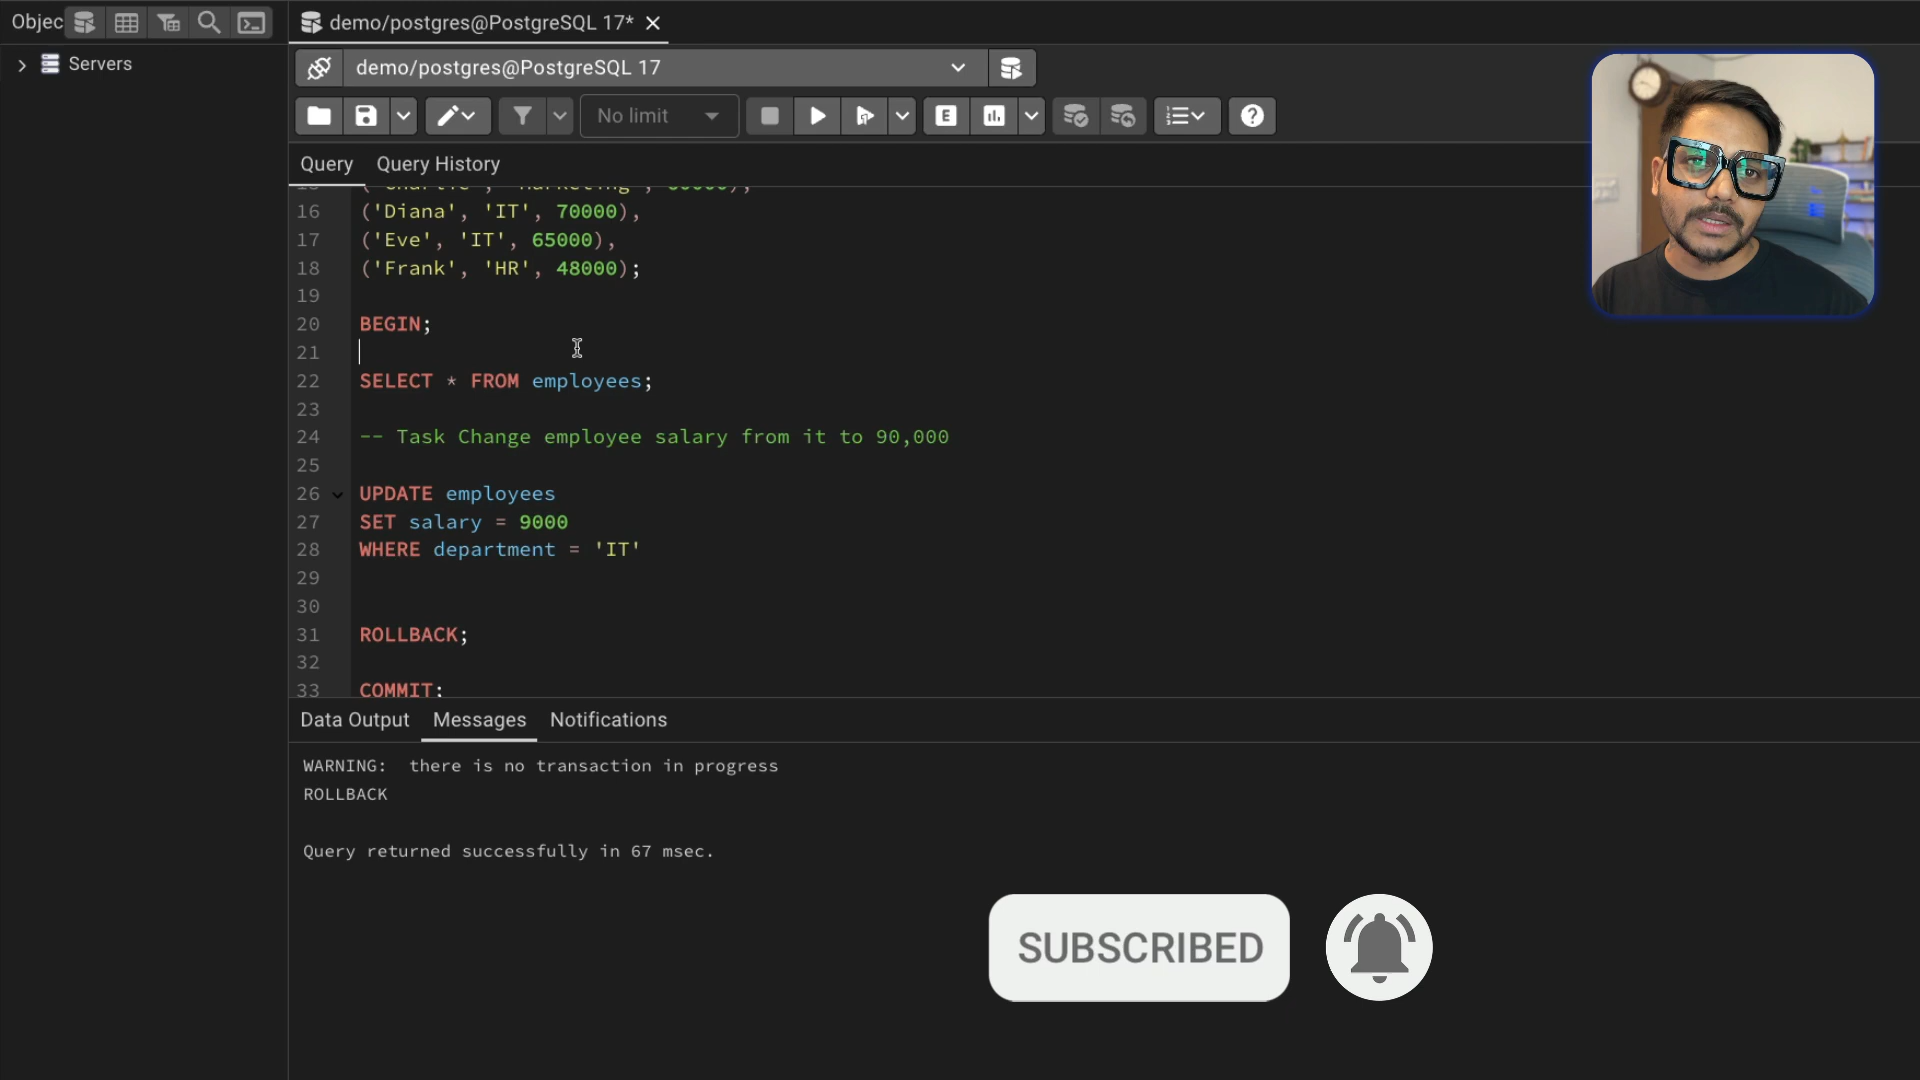 Objec
demo/postgres@PostgreSQL 17*
Servers
demo/postgres@PostgreSQL 17
No limit
E
Query
Query History
15 ('Charlie', 'Marketing', 60000),
16 ('Diana', 'IT', 70000),
17 ('Eve', 'IT', 65000),
18 ('Frank', 'HR', 48000);
19
20 BEGIN;
21
22 SELECT * FROM employees;
23
24 -- Task Change employee salary from it to 90,000
25
26 UPDATE employees
27 SET salary = 9000
28 WHERE department = 'IT'
29
30
31 ROLLBACK;
32
33 COMMIT;
Data Output
Messages
Notifications
WARNING: there is no transaction in progress
ROLLBACK
Query returned successfully in 67 msec.
SUBSCRIBED